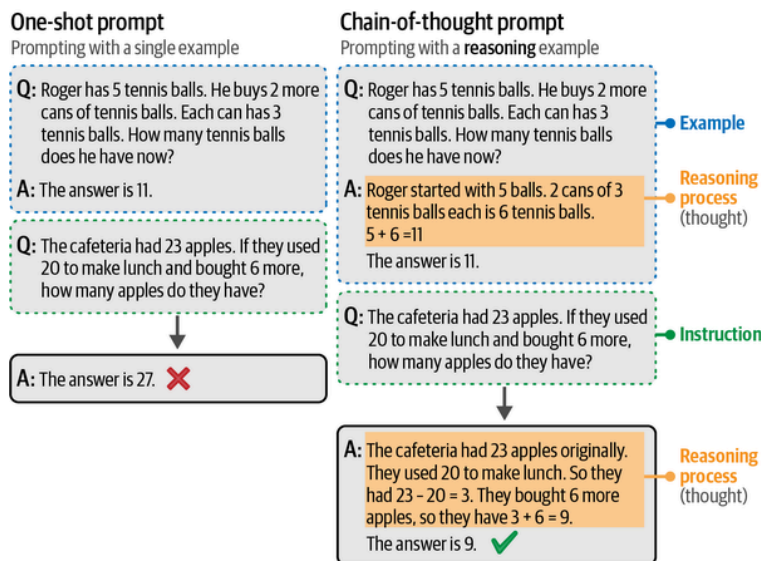 One-shot prompt
Prompting with a single example
Q: Roger has 5 tennis balls. He buys 2 more
cans of tennis balls. Each can has 3
tennis balls. How many tennis balls
does he have now?
A: The answer is 11.
Q: The cafeteria had 23 apples. If they used
20 to make lunch and bought 6 more,
how many apples do they have?
A: The answer is 27.
Chain-of-thought prompt
Prompting with a reasoning example
Q: Roger has 5 tennis balls. He buys 2 more
cans of tennis balls. Each can has 3
tennis balls. How many tennis balls
does he have now?
Example
A: Roger started with 5 balls. 2 cans of 3
tennis balls each is 6 tennis balls.
5 + 6 =11
The answer is 11.
Reasoning
process
(thought)
Q: The cafeteria had 23 apples. If they used
20 to make lunch and bought 6 more,
how many apples do they have?
Instruction
A: The cafeteria had 23 apples originally.
They used 20 to make lunch. So they
had 23 – 20 = 3. They bought 6 more
apples, so they have 3 + 6 = 9.
The answer is 9.
Reasoning
process
(thought)